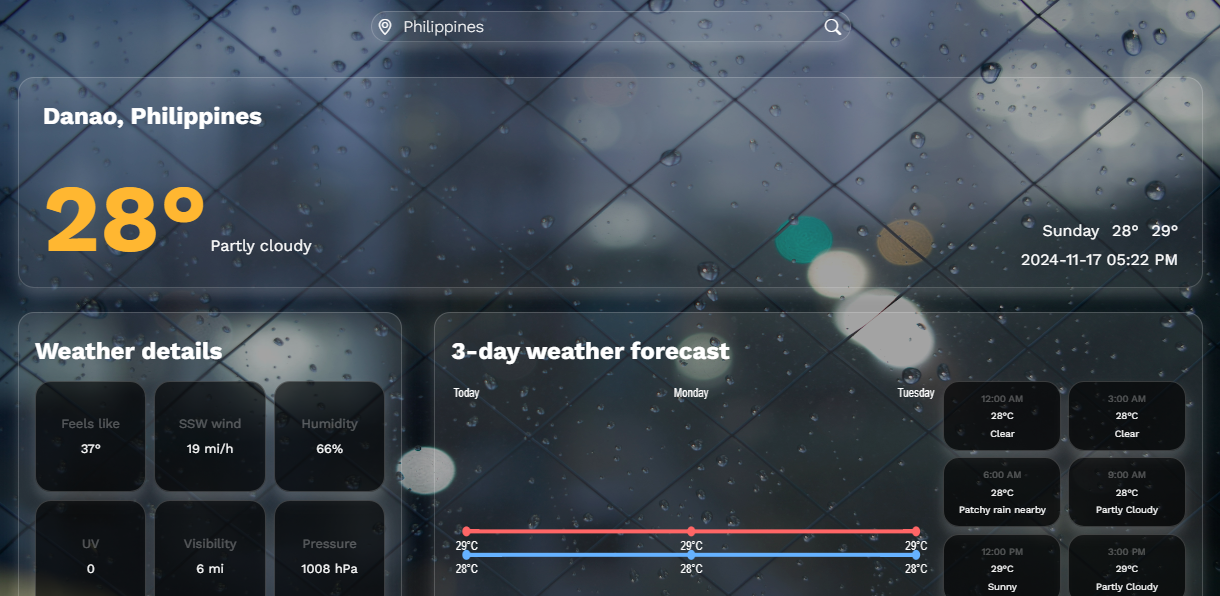 Philippines
Danao, Philippines
28°
Partly cloudy
Sunday 28° 29°
2024-11-17 05:22 PM
Weather details
Feels like
37°
SSW wind
19 mi/h
Humidity
66%
UV
0
Visibility
6 mi
Pressure
1008 hPa
3-day weather forecast
Today Monday Tuesday
29°C 29°C 29°C
28°C 28°C 28°C
12:00 AM
28°C
Clear
3:00 AM
28°C
Clear
6:00 AM
28°C
Patchy rain nearby
9:00 AM
28°C
Partly Cloudy
12:00 PM
29°C
Sunny
3:00 PM
29°C
Partly Cloudy